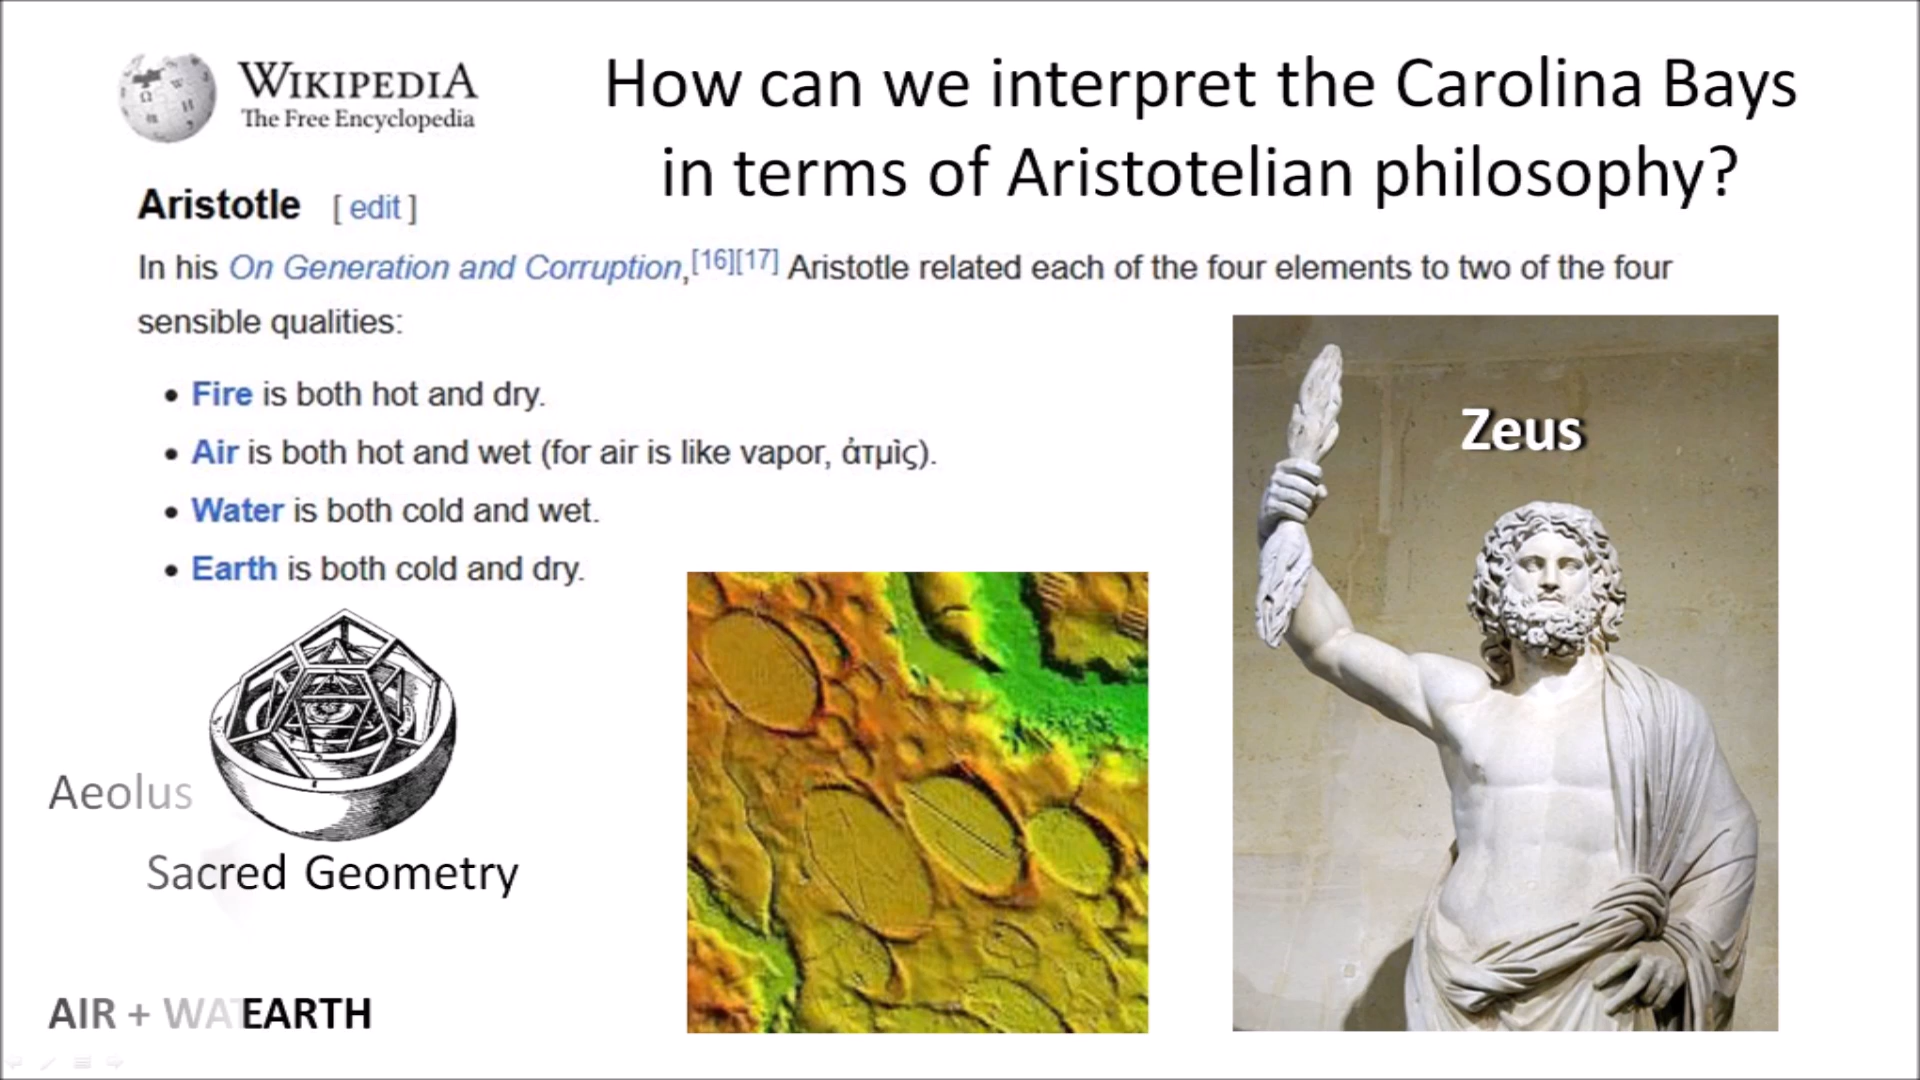 WIKIPEDIA
The Free Encyclopedia
How can we interpret the Carolina Bays
in terms of Aristotelian philosophy?
Aristotle [ edit ]
In his On Generation and Corruption,[16][17] Aristotle related each of the four elements to two of the four
sensible qualities:
• Fire is both hot and dry.
• Air is both hot and wet (for air is like vapor, ἀτμὶς).
• Water is both cold and wet.
• Earth is both cold and dry.
Zeus
Aeolus
Sacred Geometry
AIR + WATEARTH